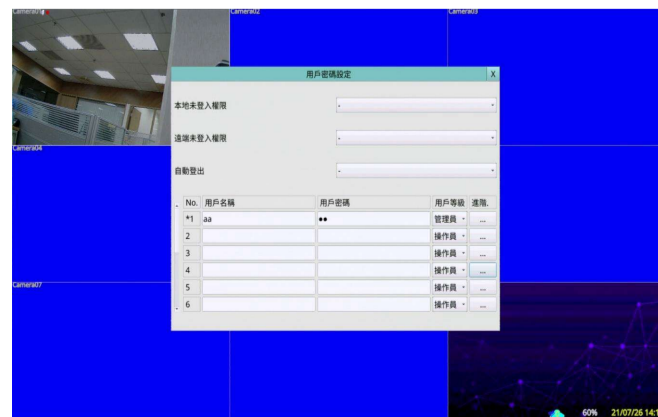 Camera01
Camera02
Camera03
用戶密碼設定 X
本地未登入權限 -
遠端未登入權限 -
Camera04
自動登出 -
No. 用戶名稱 用戶密碼 用戶等級 進階.
*1 aa ●● 管理員 ...
2 操作員 ...
3 操作員 ...
4 操作員 ...
Camera07
5 操作員 ...
6 操作員 ...
60% 21/07/26